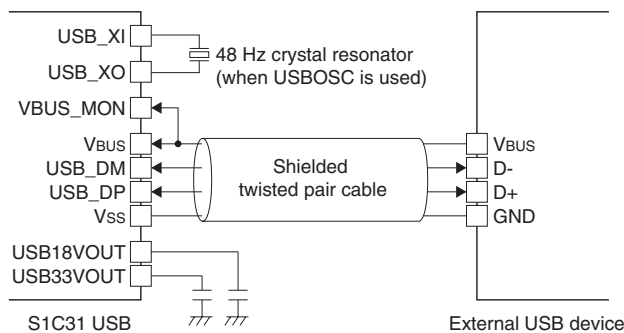 USB_XI
USB_XO
48 Hz crystal resonator
(when USBOSC is used)
VBUS_MON
VBUS
USB_DM
USB_DP
VSS
Shielded
twisted pair cable
VBUS
D-
D+
GND
USB18VOUT
USB33VOUT
S1C31 USB
External USB device